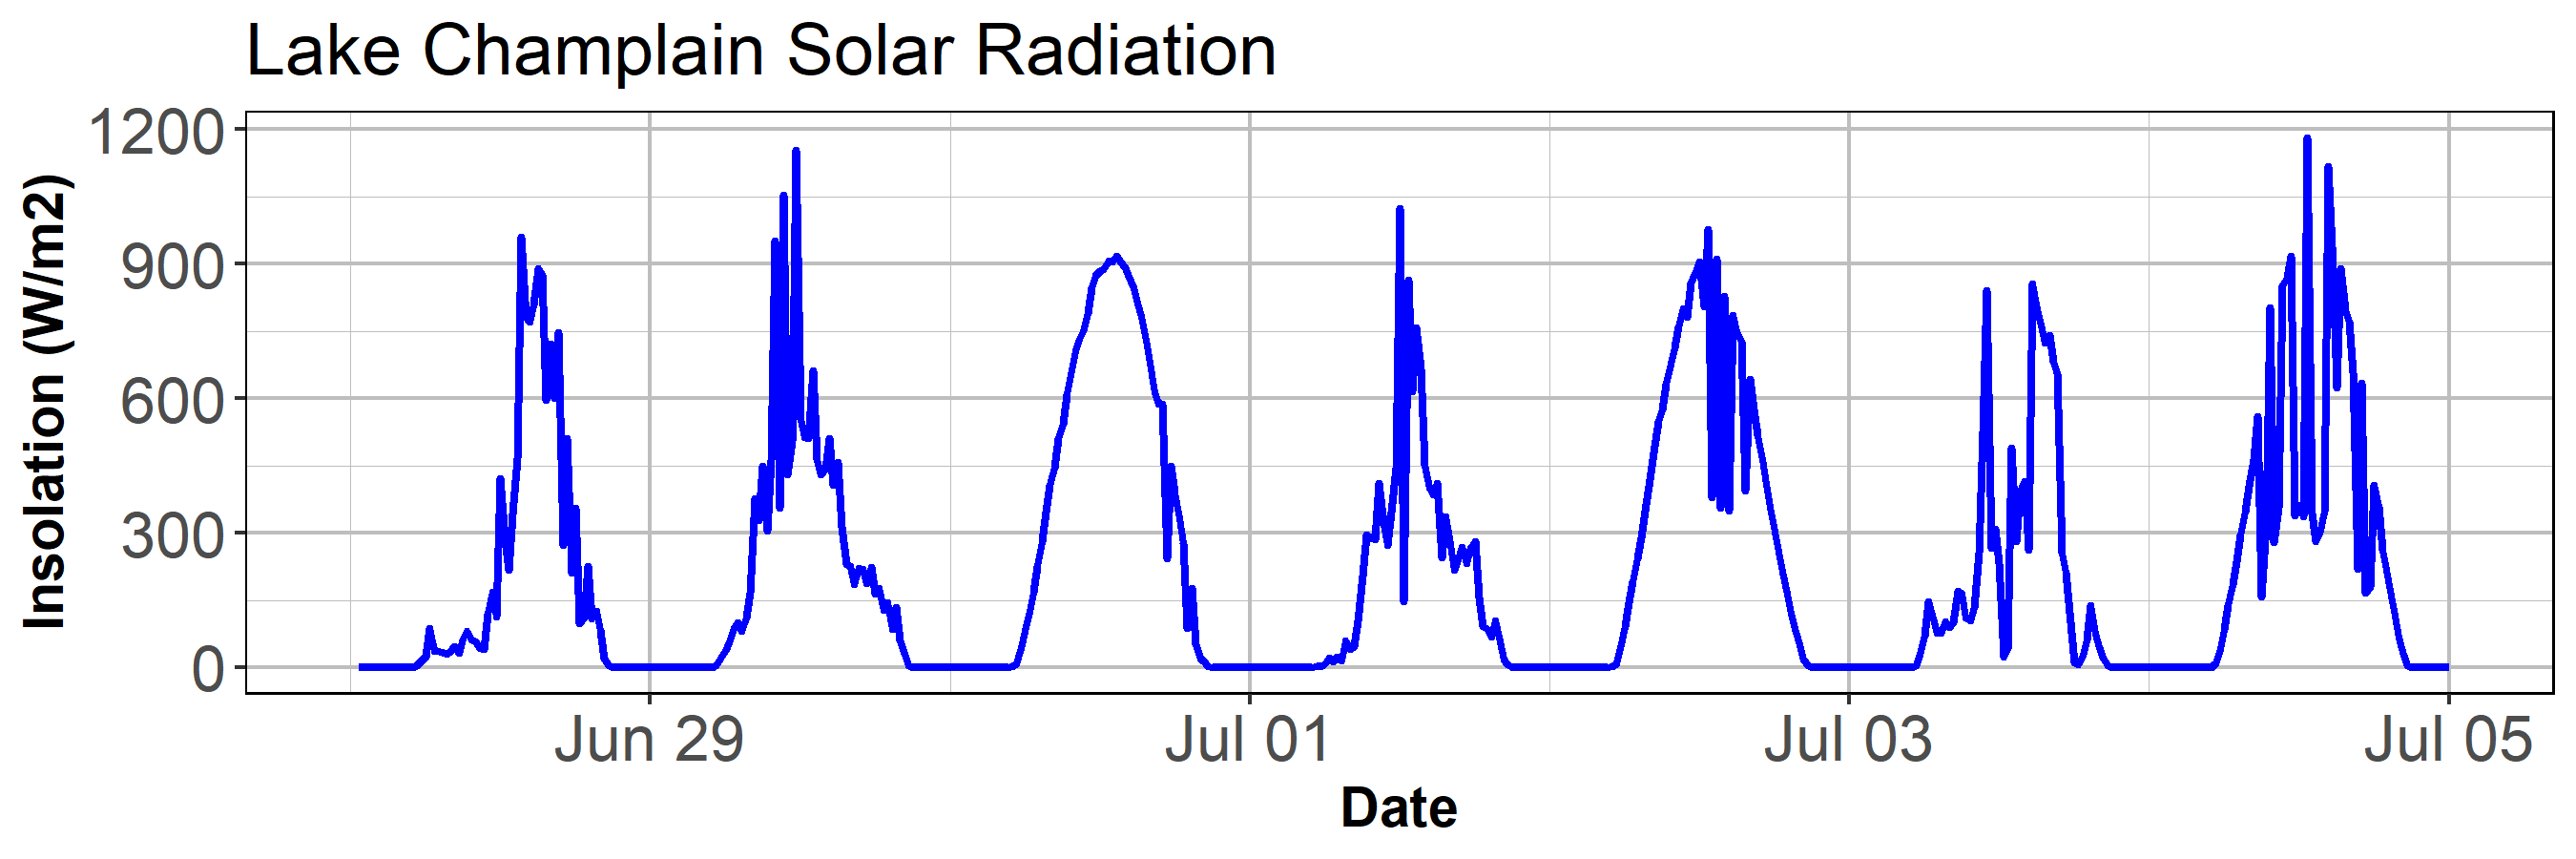 Lake Champlain Solar Radiation
1200
900
600
300
0
Insolation (W/m2)
Jun 29 Jul 01 Jul 03 Jul 05
Date